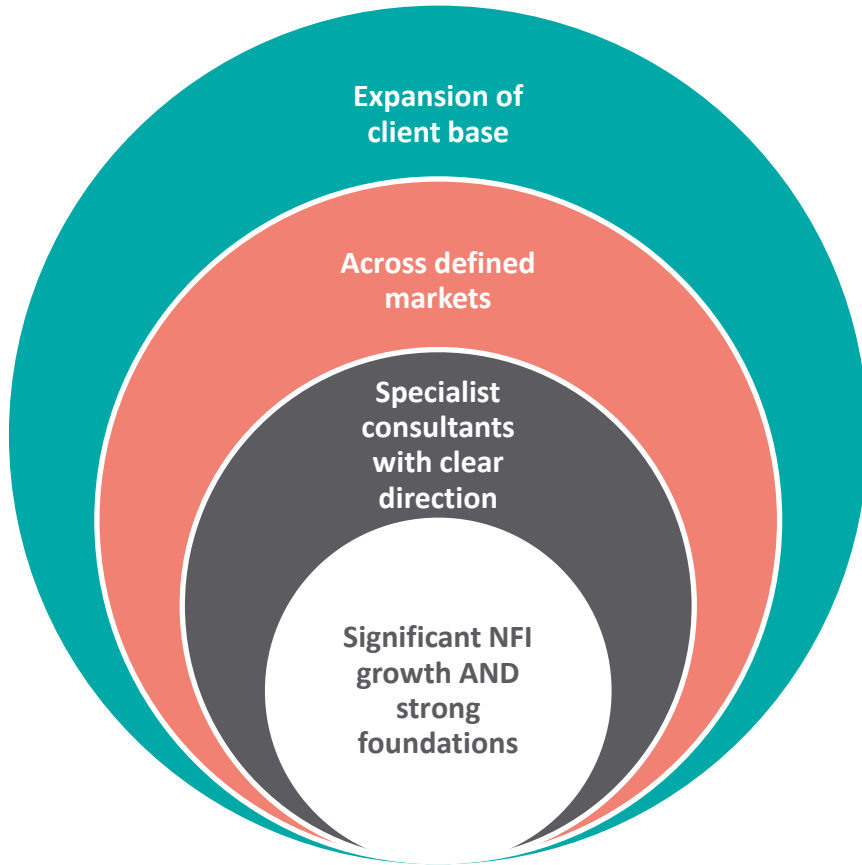 Expansion of
client base
Across defined
markets
Specialist
consultants
with clear
direction
Significant NFI
growth AND
strong
foundations